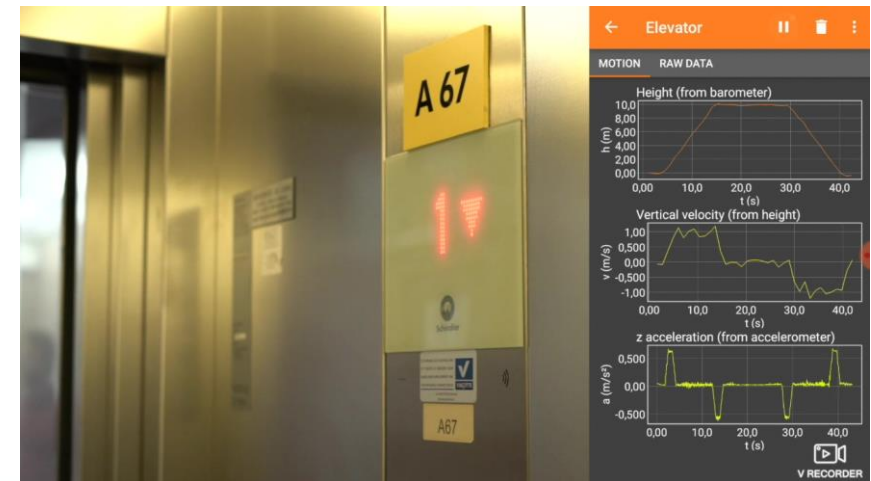 A 67
1
Schindler
A67
Elevator
MOTION RAW DATA
Height (from barometer)
h (m)
10,0
8,00
6,00
4,00
2,00
0,00
0,00 10,0 20,0 30,0 40,0
t (s)
Vertical velocity (from height)
v (m/s)
1,00
0,500
0,00
-0,500
-1,00
0,00 10,0 20,0 30,0 40,0
t (s)
z acceleration (from accelerometer)
a (m/s²)
0,500
0,00
-0,500
0,00 10,0 20,0 30,0 40,0
t (s)
V RECORDER